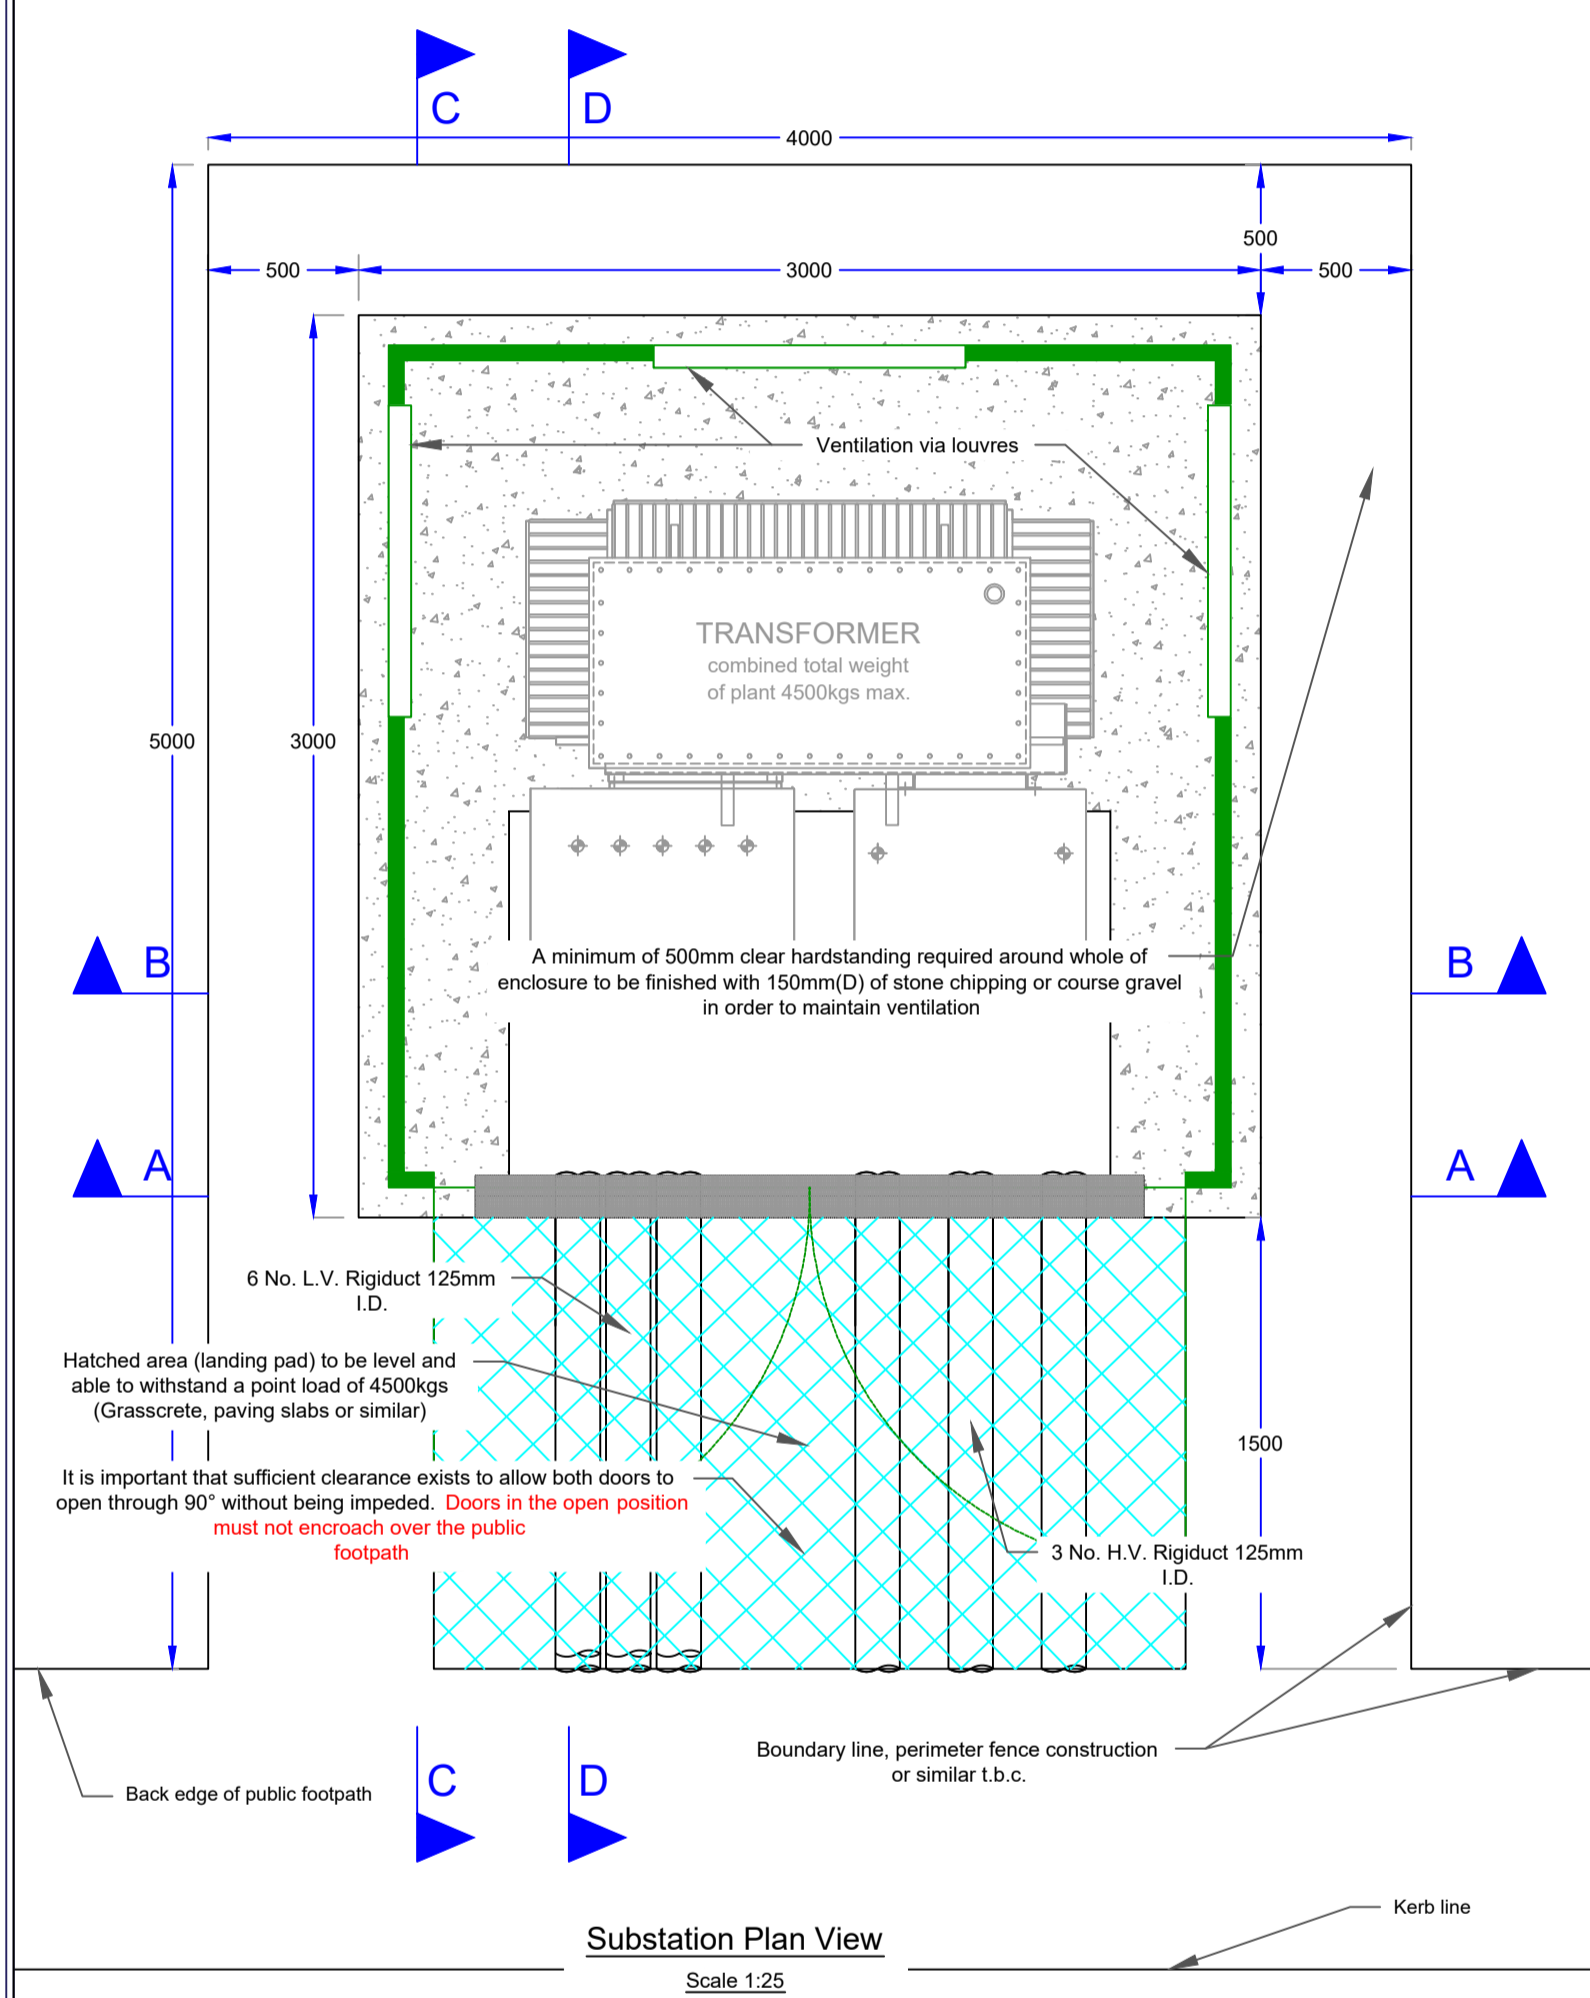 C
D
4000
500
500
3000
500
Ventilation via louvres
TRANSFORMER
combined total weight
of plant 4500kgs max.
5000
3000
B
A minimum of 500mm clear hardstanding required around whole of
enclosure to be finished with 150mm(D) of stone chipping or course gravel
in order to maintain ventilation
B
A
A
6 No. L.V. Rigiduct 125mm
I.D.
Hatched area (landing pad) to be level and
able to withstand a point load of 4500kgs
(Grasscrete, paving slabs or similar)
1500
It is important that sufficient clearance exists to allow both doors to
open through 90° without being impeded. Doors in the open position
must not encroach over the public
footpath
3 No. H.V. Rigiduct 125mm
I.D.
Boundary line, perimeter fence construction
or similar t.b.c.
Back edge of public footpath
C
D
Kerb line
Substation Plan View
Scale 1:25